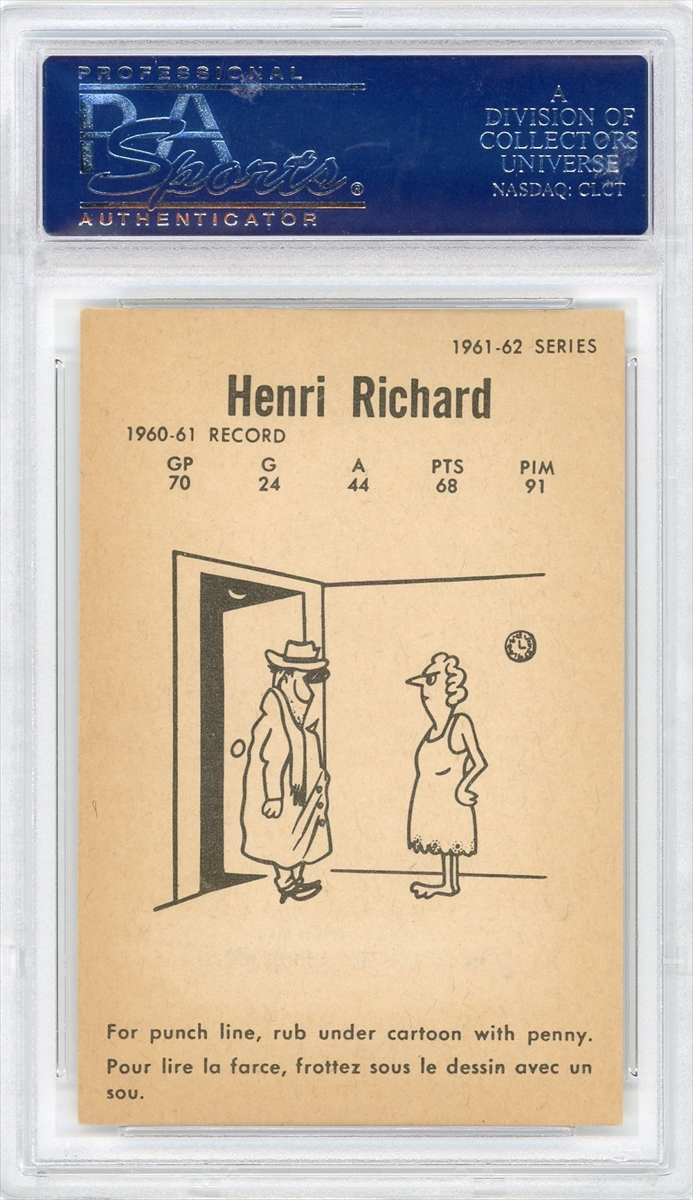 PROFESSIONAL
PSA
Sports®
AUTHENTICATOR
A
DIVISION OF
COLLECTORS
UNIVERSE
NASDAQ: CLCT
1961-62 SERIES
Henri Richard
1960-61 RECORD
GP G A PTS PIM
70 24 44 68 91
For punch line, rub under cartoon with penny.
Pour lire la farce, frottez sous le dessin avec un
sou.